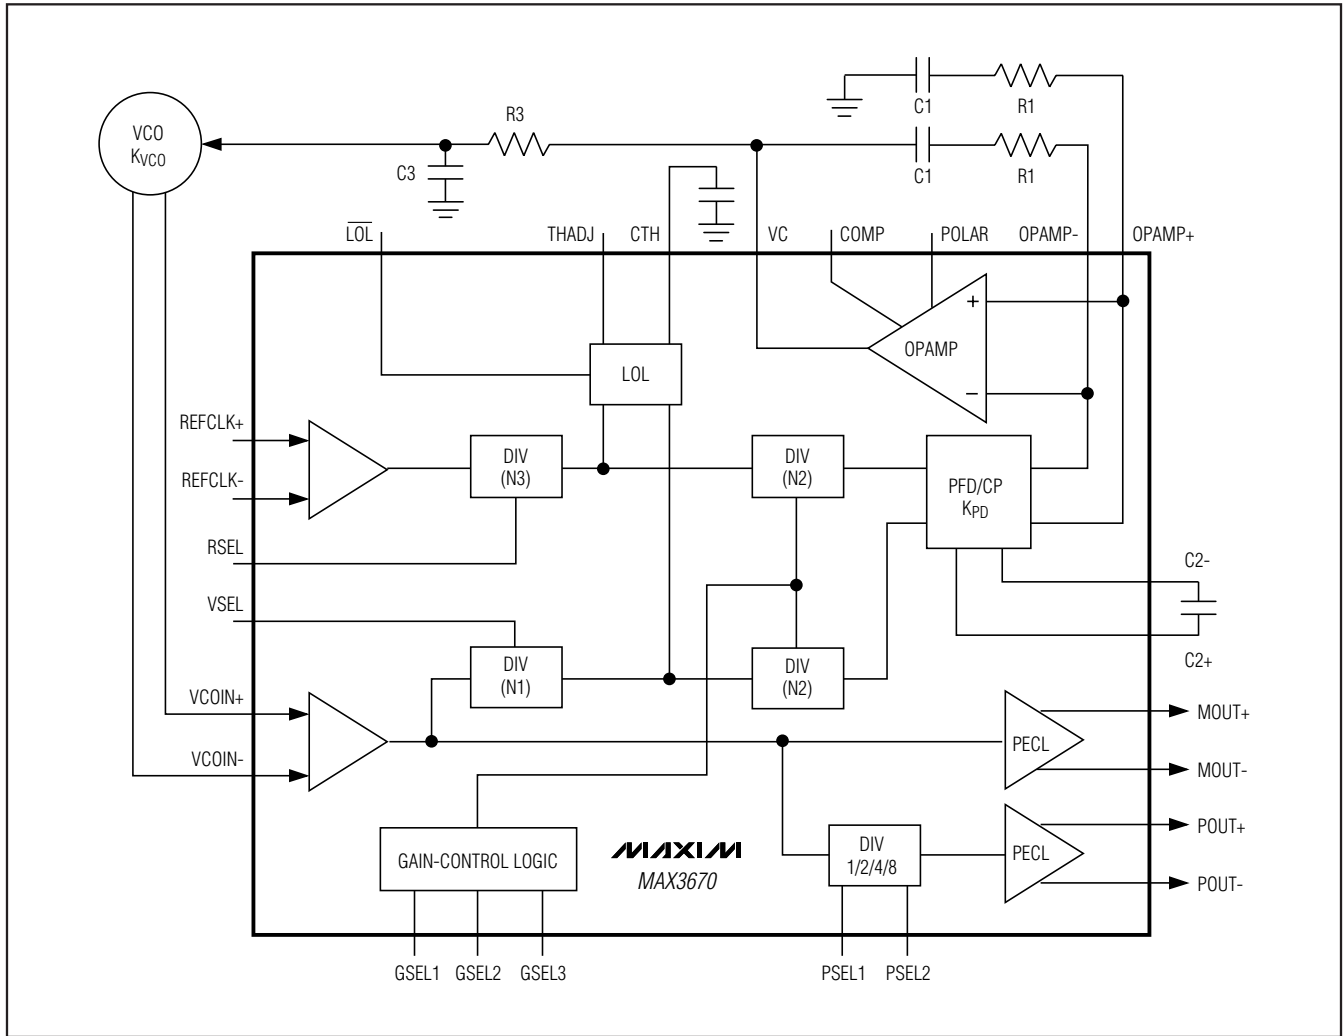 VCO
KVCO
R3
C3
C1
R1
C1
R1
LOL
THADJ
CTH
VC
COMP
POLAR
OPAMP-
OPAMP+
+
OPAMP
−
LOL
REFCLK+
REFCLK-
DIV
(N3)
DIV
(N2)
PFD/CP
KPD
RSEL
VSEL
C2-
C2+
DIV
(N1)
DIV
(N2)
VCOIN+
VCOIN-
PECL
MOUT+
MOUT-
GAIN-CONTROL LOGIC
MAXIM
MAX3670
DIV
1/2/4/8
PECL
POUT+
POUT-
GSEL1
GSEL2
GSEL3
PSEL1
PSEL2